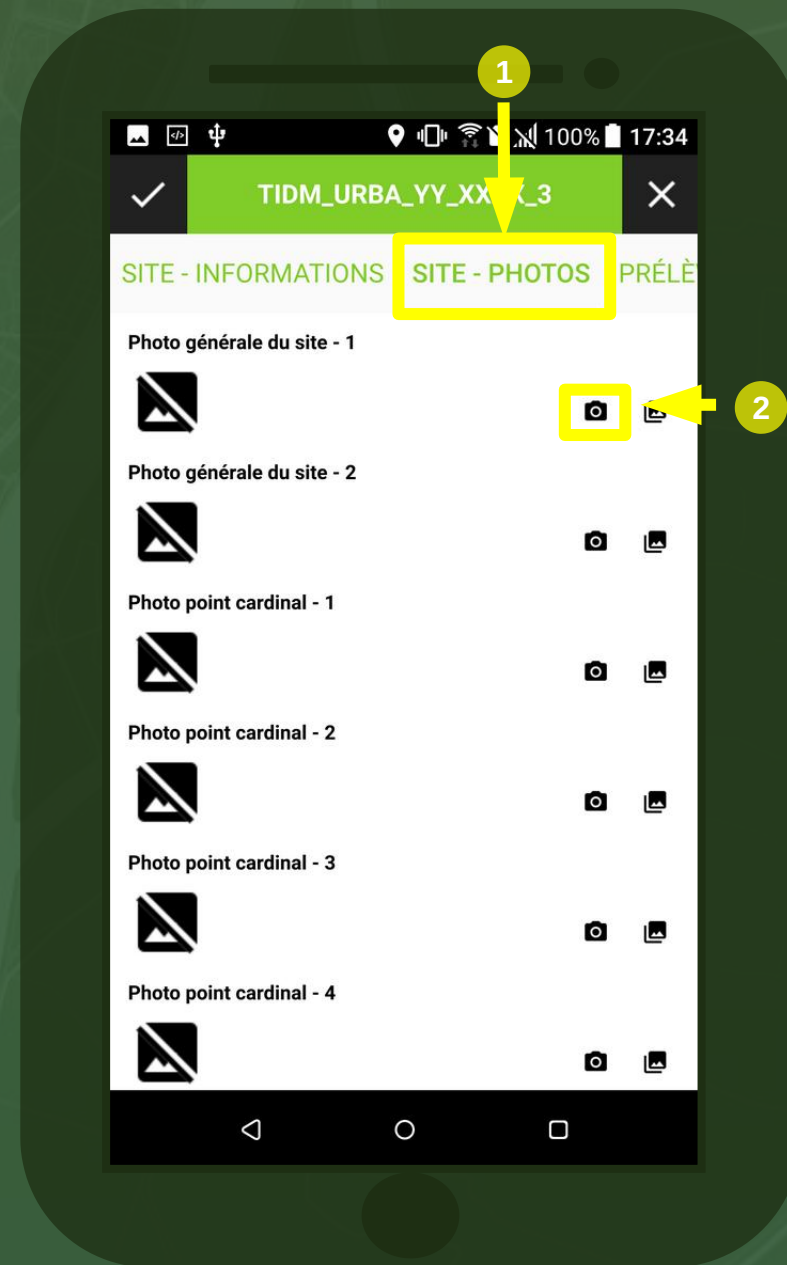 1
100% 17:34
TIDM_URBA_YY_XX
_3
SITE - INFORMATIONS SITE - PHOTOS PRÉLÈ
Photo générale du site - 1
2
Photo générale du site - 2
Photo point cardinal - 1
Photo point cardinal - 2
Photo point cardinal - 3
Photo point cardinal - 4